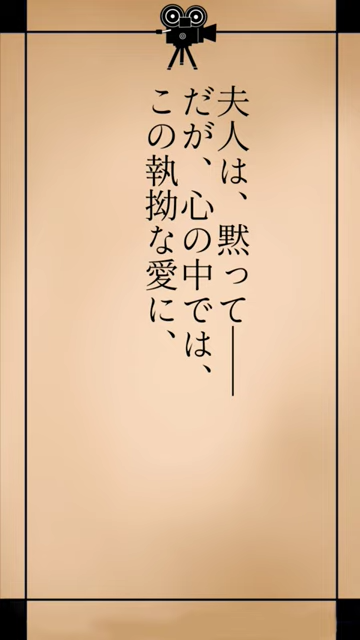 夫人は、黙って――
だが、心の中では、
この執拗な愛に、